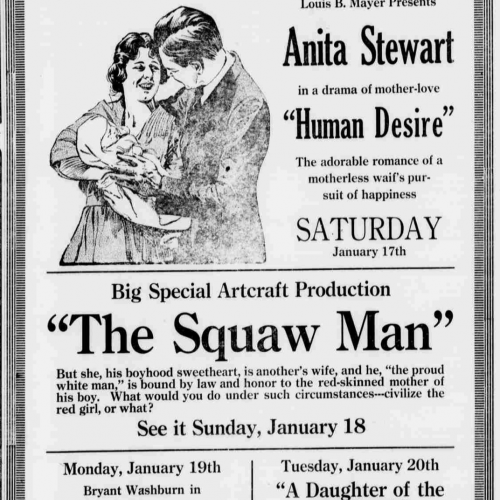 Louis B. Mayer Presents
Anita Stewart
in a drama of mother-love
"Human Desire"
The adorable romance of a
motherless waif's pur-
suit of happiness
SATURDAY
January 17th
Big Special Artcraft Production
"The Squaw Man"
But she, his boyhood sweetheart, is another's wife, and he, "the proud
white man," is bound by law and honor to the red-skinned mother of
his boy. What would you do under such circumstances---civilize the
red girl, or what?
See it Sunday, January 18
Monday, January 19th
Bryant Washburn in
Tuesday, January 20th
"A Daughter of the